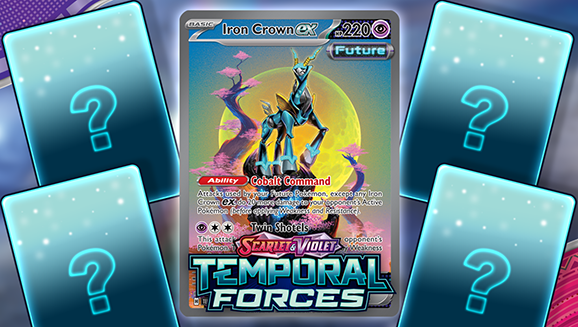 ?
?
BASIC Iron Crown ex HP 220
Future
Ability Cobalt Command
Attacks used by your Future Pokémon, except any Iron
Crown ex, do 20 more damage to your opponent's Active
Pokémon (before applying Weakness and Resistance).
Twin Shotels
This opponent's
Pokémon Weakness
SCARLET & VIOLET
TEMPORAL
FORCES
?
?